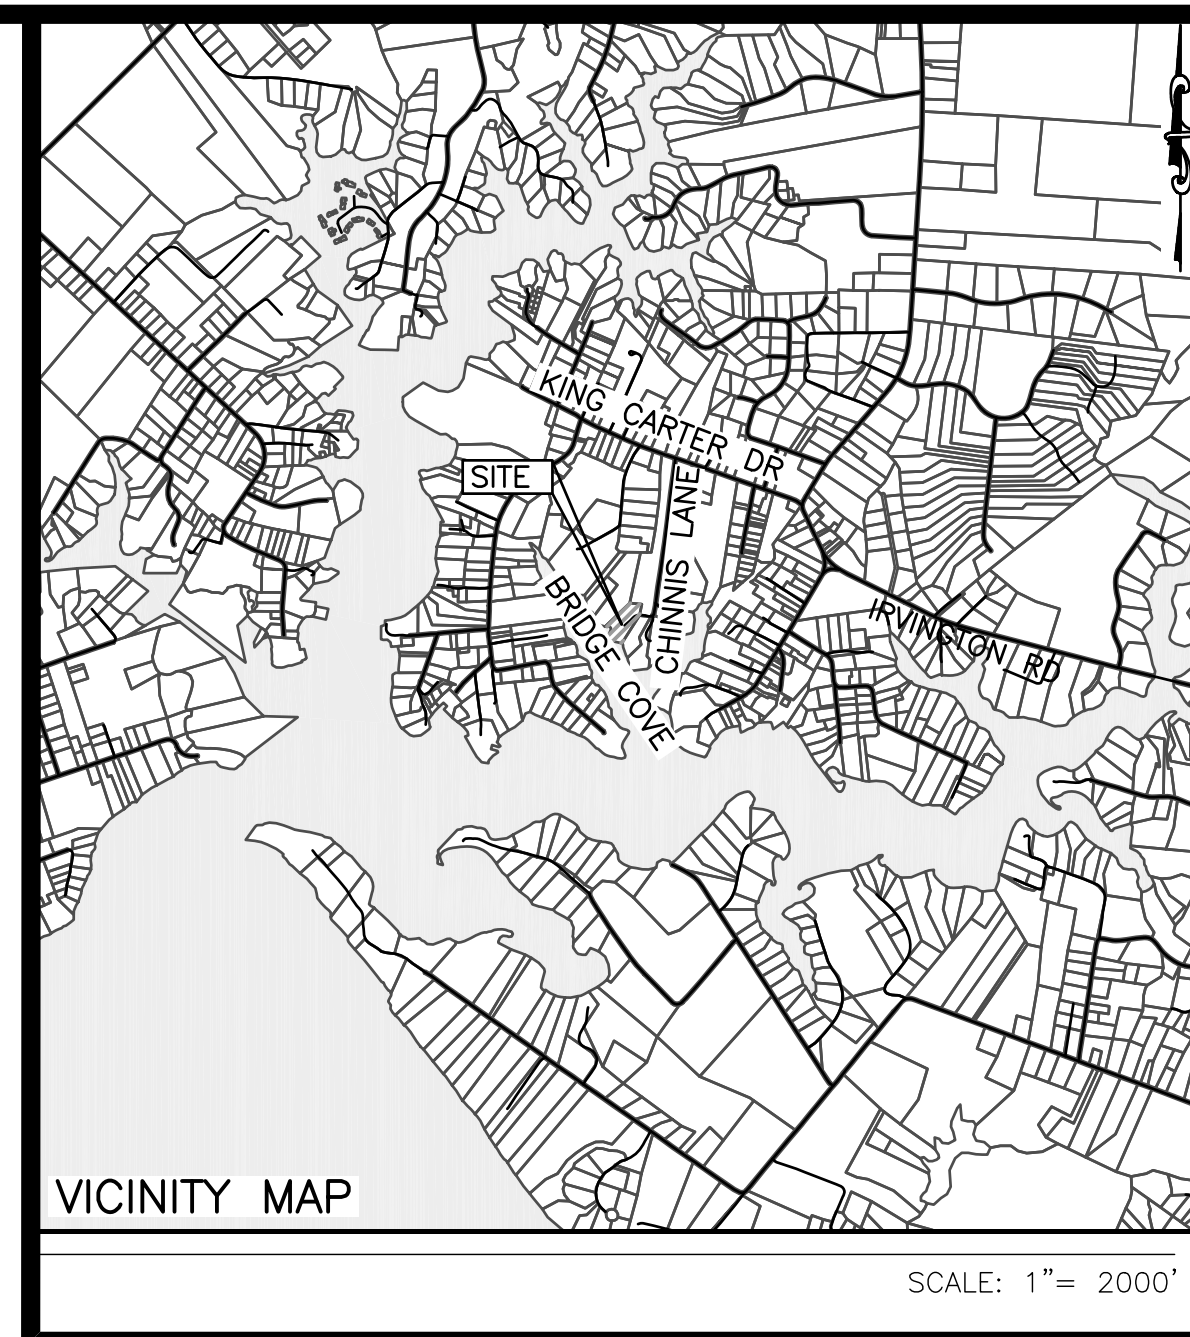 KING CARTER DR
SITE
CHINNIS LANE
BRIDGE COVE
IRVINGTON RD
VICINITY MAP
SCALE: 1"= 2000'